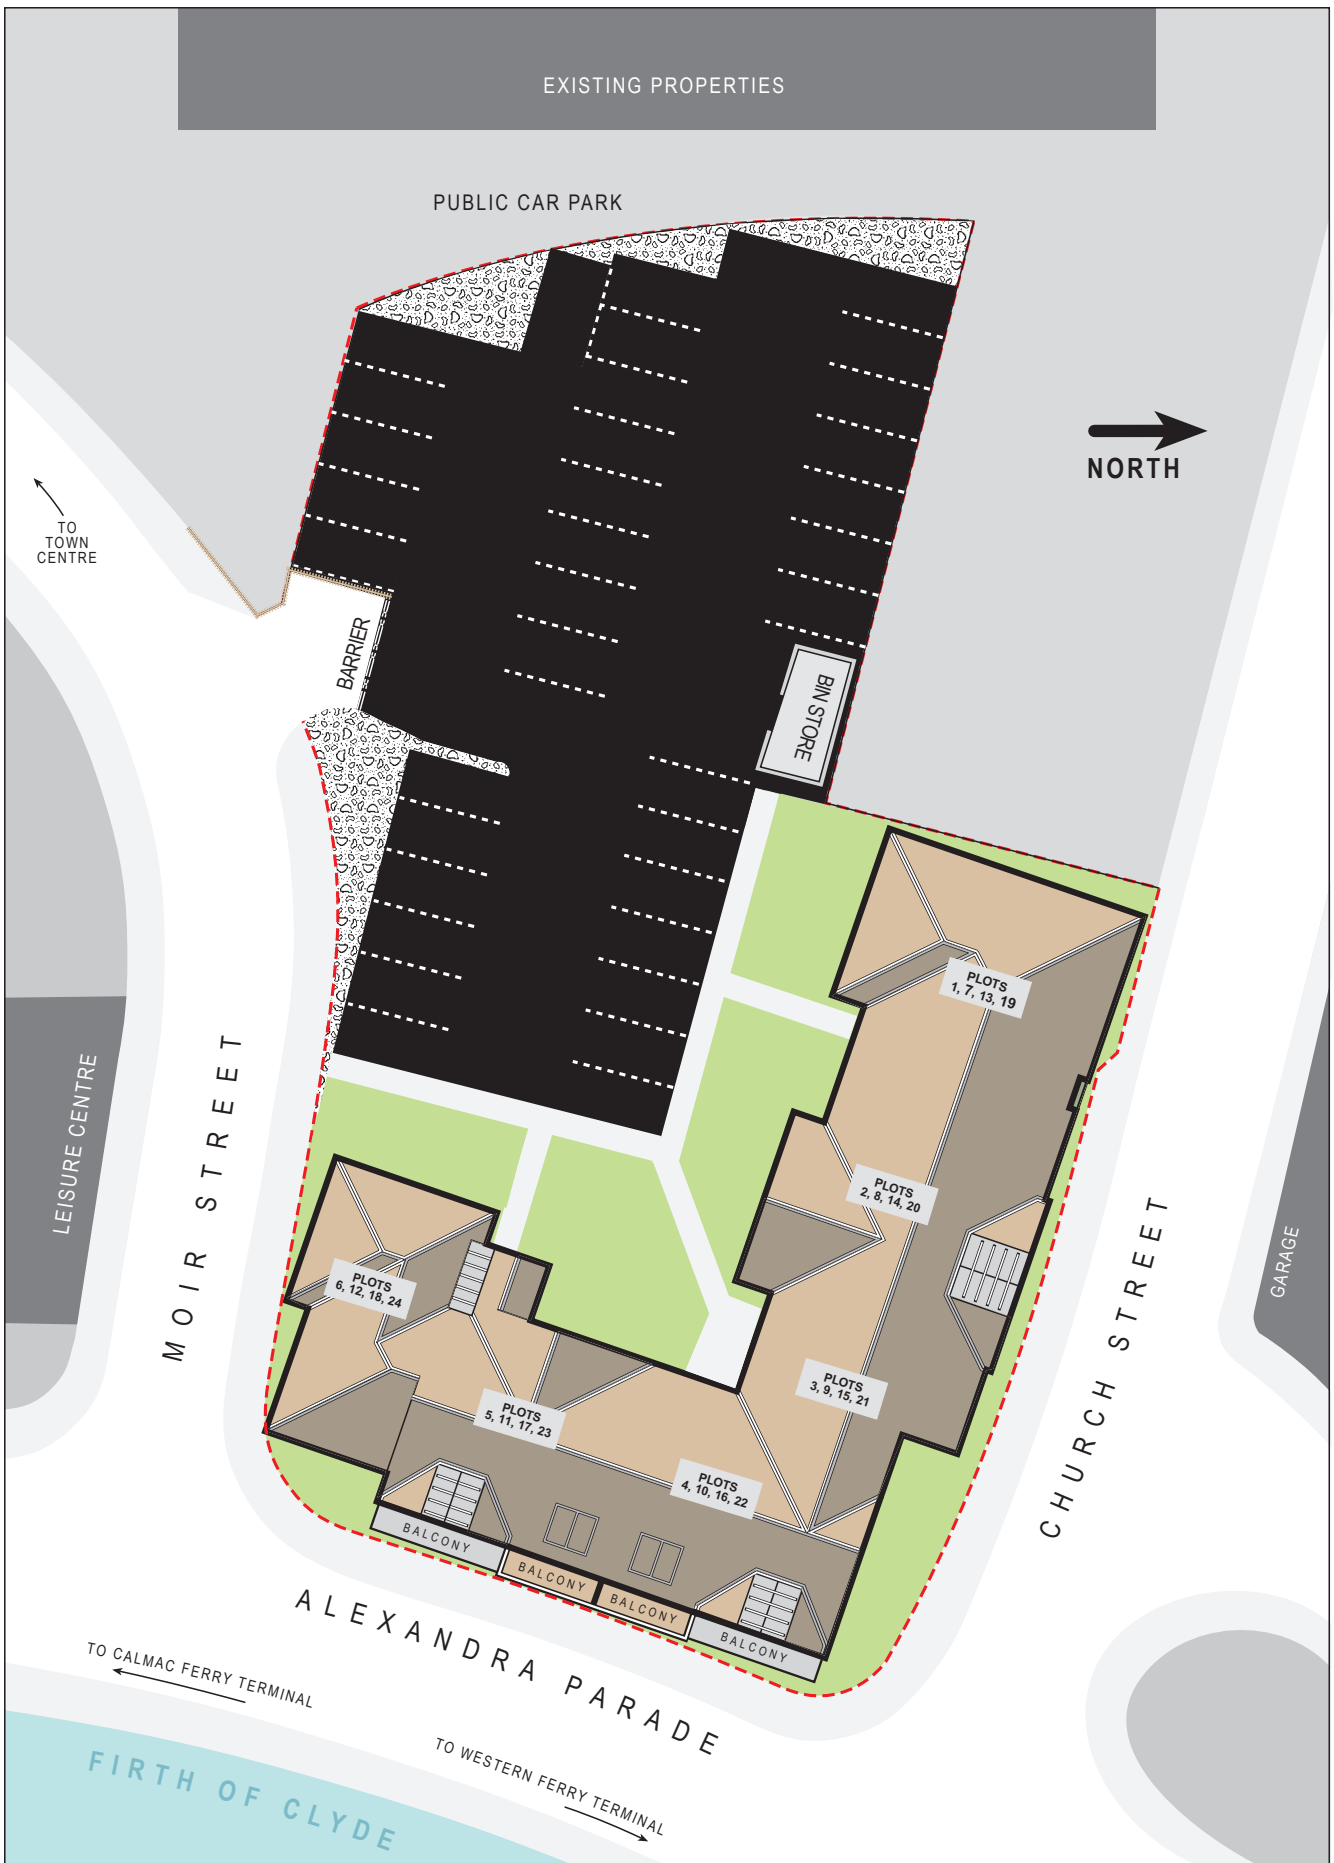 EXISTING PROPERTIES
PUBLIC CAR PARK
NORTH
TO
TOWN
CENTRE
BARRIER
BIN STORE
PLOTS
1, 7, 13, 19
LEISURE CENTRE
MOIR STREET
PLOTS
2, 8, 14, 20
CHURCH STREET
GARAGE
PLOTS
6, 12, 18, 24
PLOTS
3, 9, 15, 21
PLOTS
5, 11, 17, 23
PLOTS
4, 10, 16, 22
BALCONY
BALCONY
BALCONY
BALCONY
ALEXANDRA PARADE
TO CALMAC FERRY TERMINAL
TO WESTERN FERRY TERMINAL
FIRTH OF CLYDE